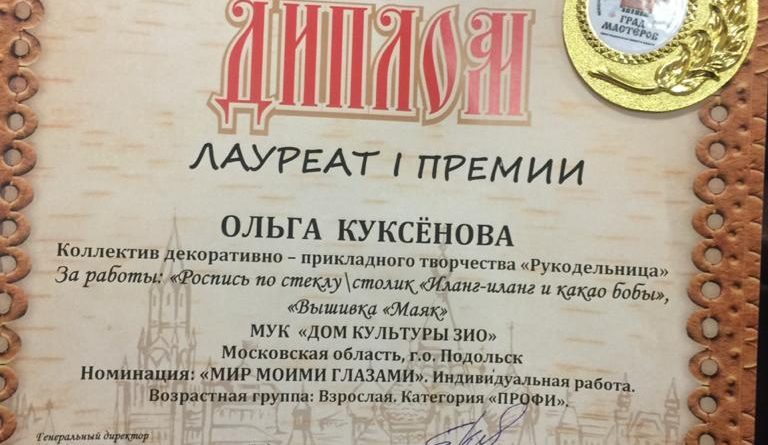 ДИПЛОМ
ГРАД
МАСТЕРОВ
ЛАУРЕАТ I ПРЕМИИ
ОЛЬГА КУКСЁНОВА
Коллектив декоративно – прикладного творчества «Рукодельница»
За работы: «Роспись по стеклу\столик «Иланг-иланг и какао бобы»,
«Вышивка «Маяк»
МУК «ДОМ КУЛЬТУРЫ ЗИО»
Московская область, г.о. Подольск
Номинация: «МИР МОИМИ ГЛАЗАМИ». Индивидуальная работа.
Возрастная группа: Взрослая. Категория «ПРОФИ».
Генеральный директор